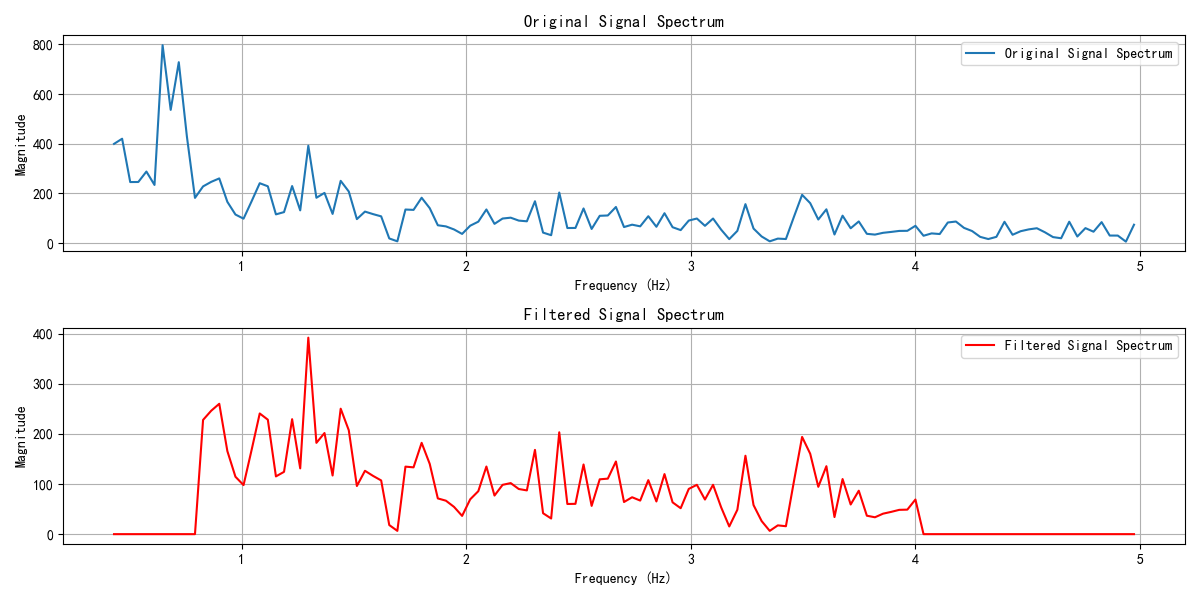 Original Signal Spectrum
800
600
400
200
0
Magnitude
Original Signal Spectrum
1
2
3
4
5
Frequency (Hz)
Filtered Signal Spectrum
400
300
200
100
0
Magnitude
Filtered Signal Spectrum
1
2
3
4
5
Frequency (Hz)